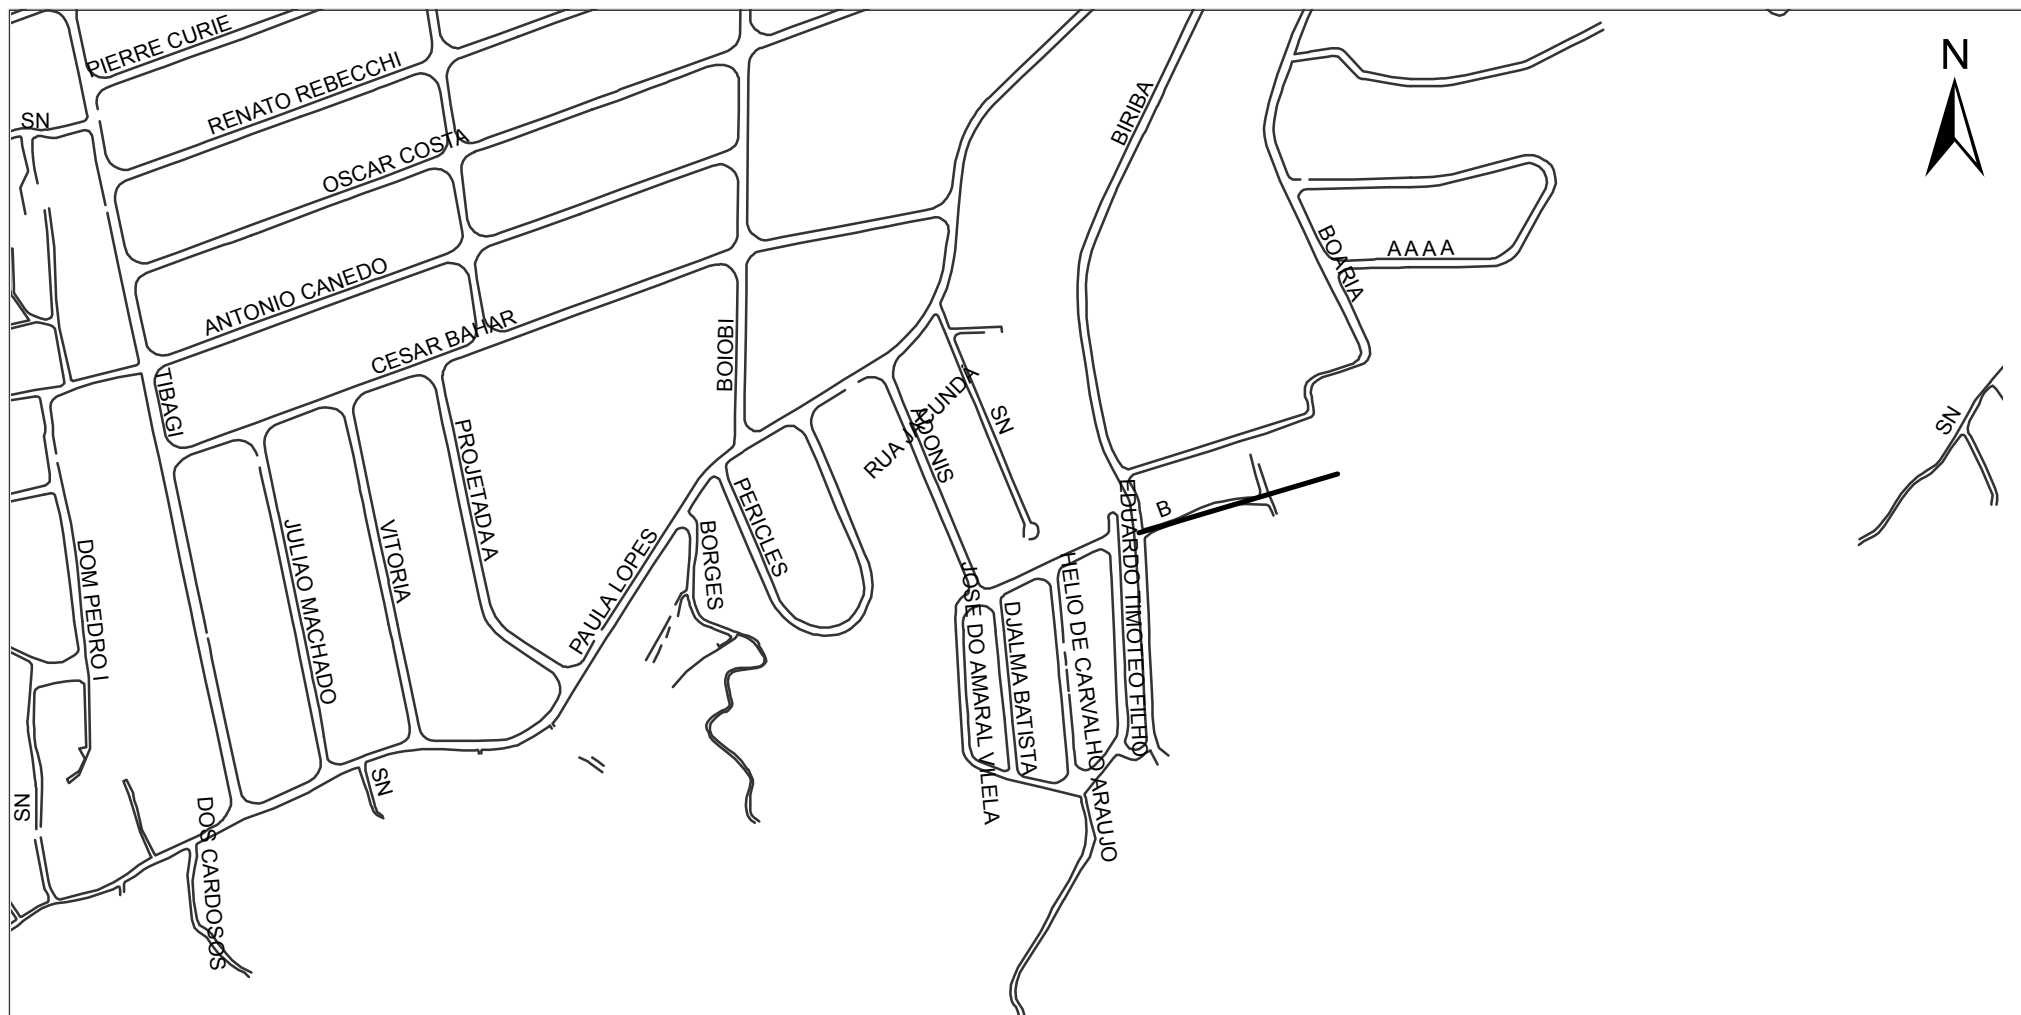 PIERRE CURIE
N
RENATO REBECCHI
SN
BIRIBA
OSCAR COSTA
BOARIA
A A A A
ANTONIO CANEDO
CESAR BAHAR
BOIOBI
TIBAGI
RUA JACUNDÁ
ADONIS
SN
SN
PROJETADA A
PERICLES
EDUARDO TIMOTEO FILHO
B
JULIAO MACHADO
VITORIA
BORGES
PAULA LOPES
DOM PEDRO I
HELIO DE CARVALHO ARAUJO
JOSE DO AMARAL VILELA
DJALMA BATISTA
SN
SN
DOS CARDOSOS